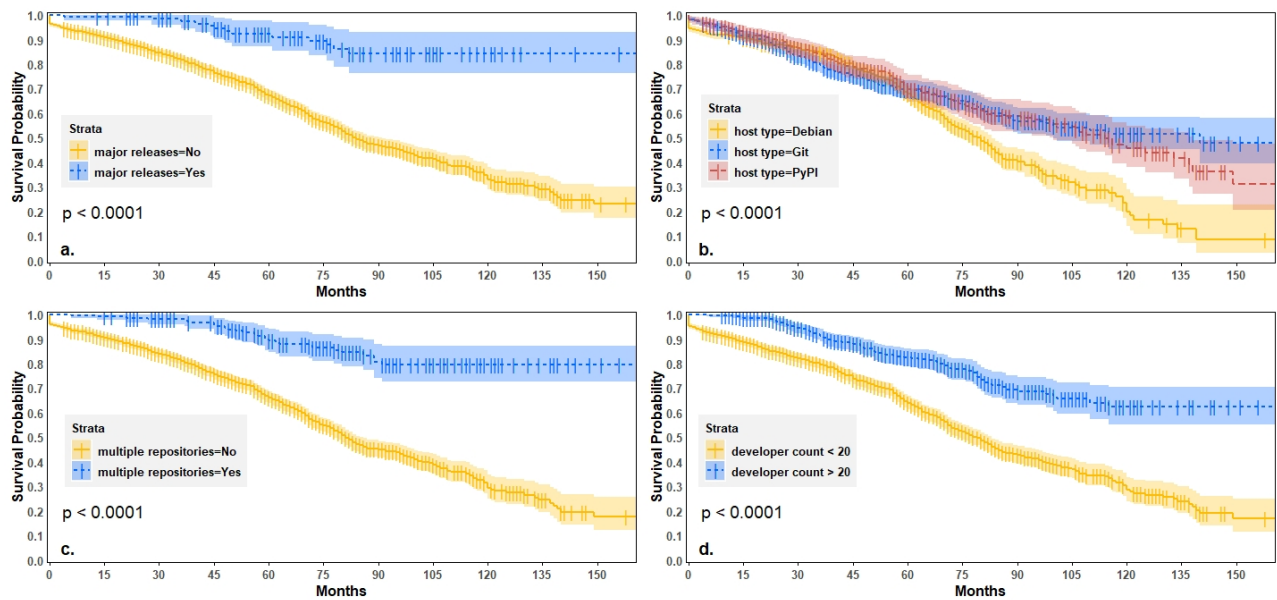 1.0
0.9
0.8
0.7
0.6
0.5
0.4
0.3
0.2
0.1
0.0
Survival Probability
Strata
major releases=No
major releases=Yes
p < 0.0001
a.
0 15 30 45 60 75 90 105 120 135 150
Months
1.0
0.9
0.8
0.7
0.6
0.5
0.4
0.3
0.2
0.1
0.0
Survival Probability
Strata
host type=Debian
host type=Git
host type=PyPI
p < 0.0001
b.
0 15 30 45 60 75 90 105 120 135 150
Months
1.0
0.9
0.8
0.7
0.6
0.5
0.4
0.3
0.2
0.1
0.0
Survival Probability
Strata
multiple repositories=No
multiple repositories=Yes
p < 0.0001
c.
0 15 30 45 60 75 90 105 120 135 150
Months
1.0
0.9
0.8
0.7
0.6
0.5
0.4
0.3
0.2
0.1
0.0
Survival Probability
Strata
developer count < 20
developer count > 20
p < 0.0001
d.
0 15 30 45 60 75 90 105 120 135 150
Months